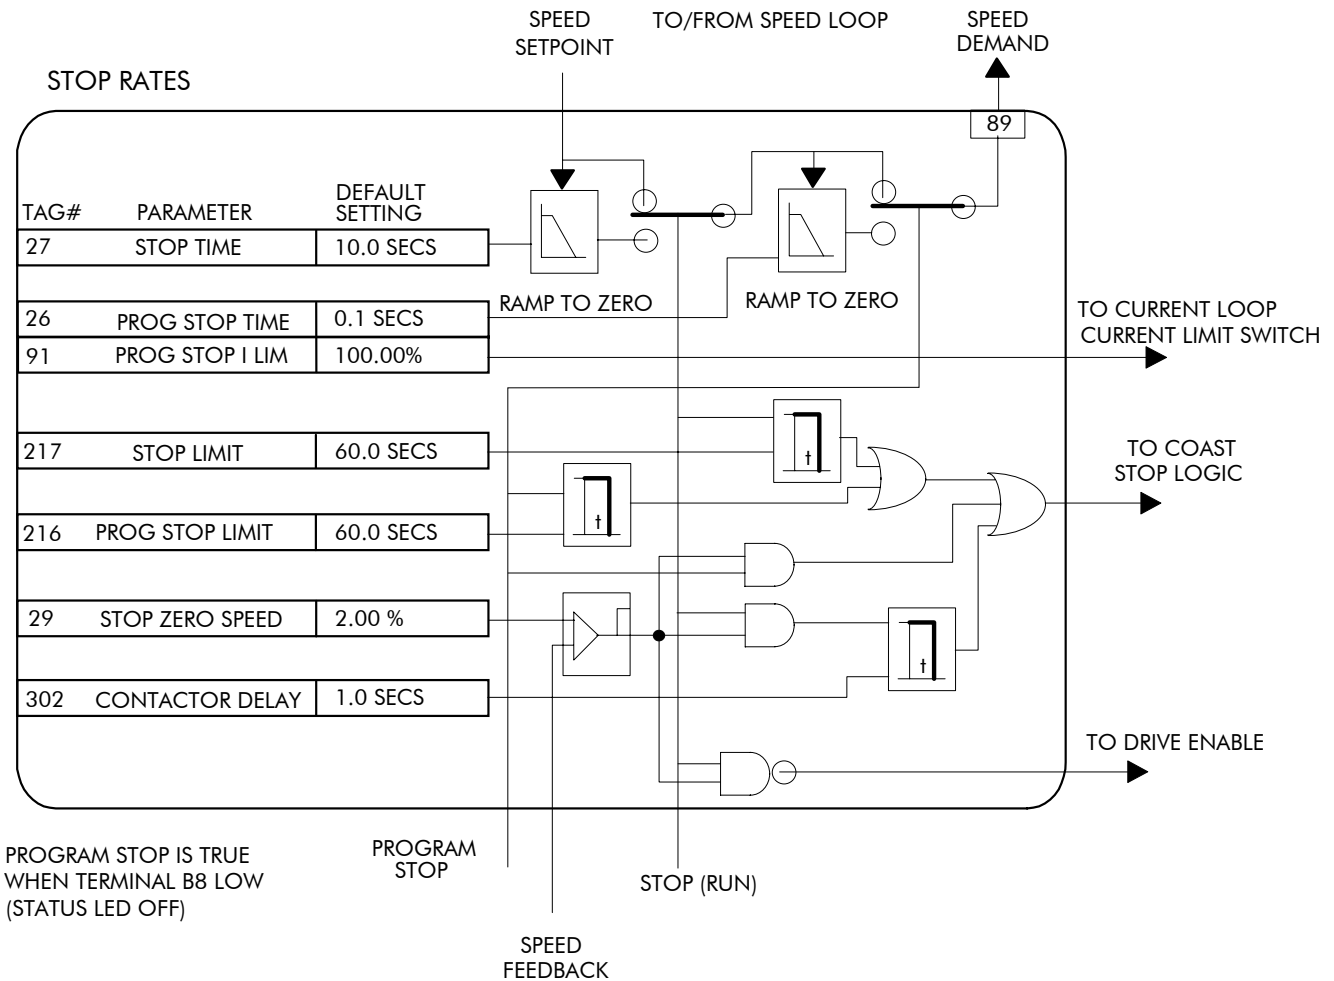 SPEED
SETPOINT
TO/FROM SPEED LOOP
SPEED
DEMAND
STOP RATES
89
TAG#
PARAMETER
DEFAULT
SETTING
27 STOP TIME 10.0 SECS
RAMP TO ZERO
RAMP TO ZERO
26 PROG STOP TIME 0.1 SECS
91 PROG STOP I LIM 100.00%
TO CURRENT LOOP
CURRENT LIMIT SWITCH
217 STOP LIMIT 60.0 SECS
t
TO COAST
STOP LOGIC
216 PROG STOP LIMIT 60.0 SECS
t
29 STOP ZERO SPEED 2.00 %
t
302 CONTACTOR DELAY 1.0 SECS
TO DRIVE ENABLE
PROGRAM STOP IS TRUE
WHEN TERMINAL B8 LOW
(STATUS LED OFF)
PROGRAM
STOP
STOP (RUN)
SPEED
FEEDBACK